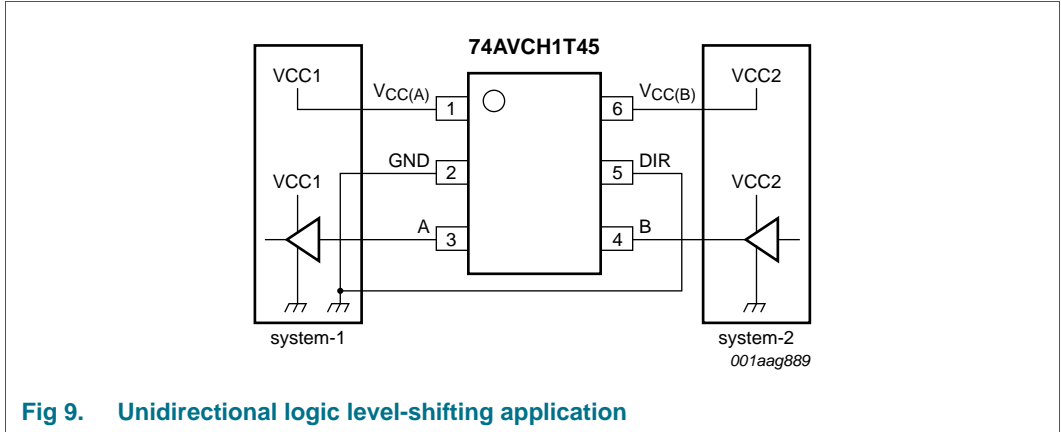 74AVCH1T45
VCC1
VCC(A)
1
6
VCC(B)
VCC2
GND
2
5
DIR
VCC1
VCC2
A
3
4
B
system-1
system-2
001aag889
Fig 9. Unidirectional logic level-shifting application